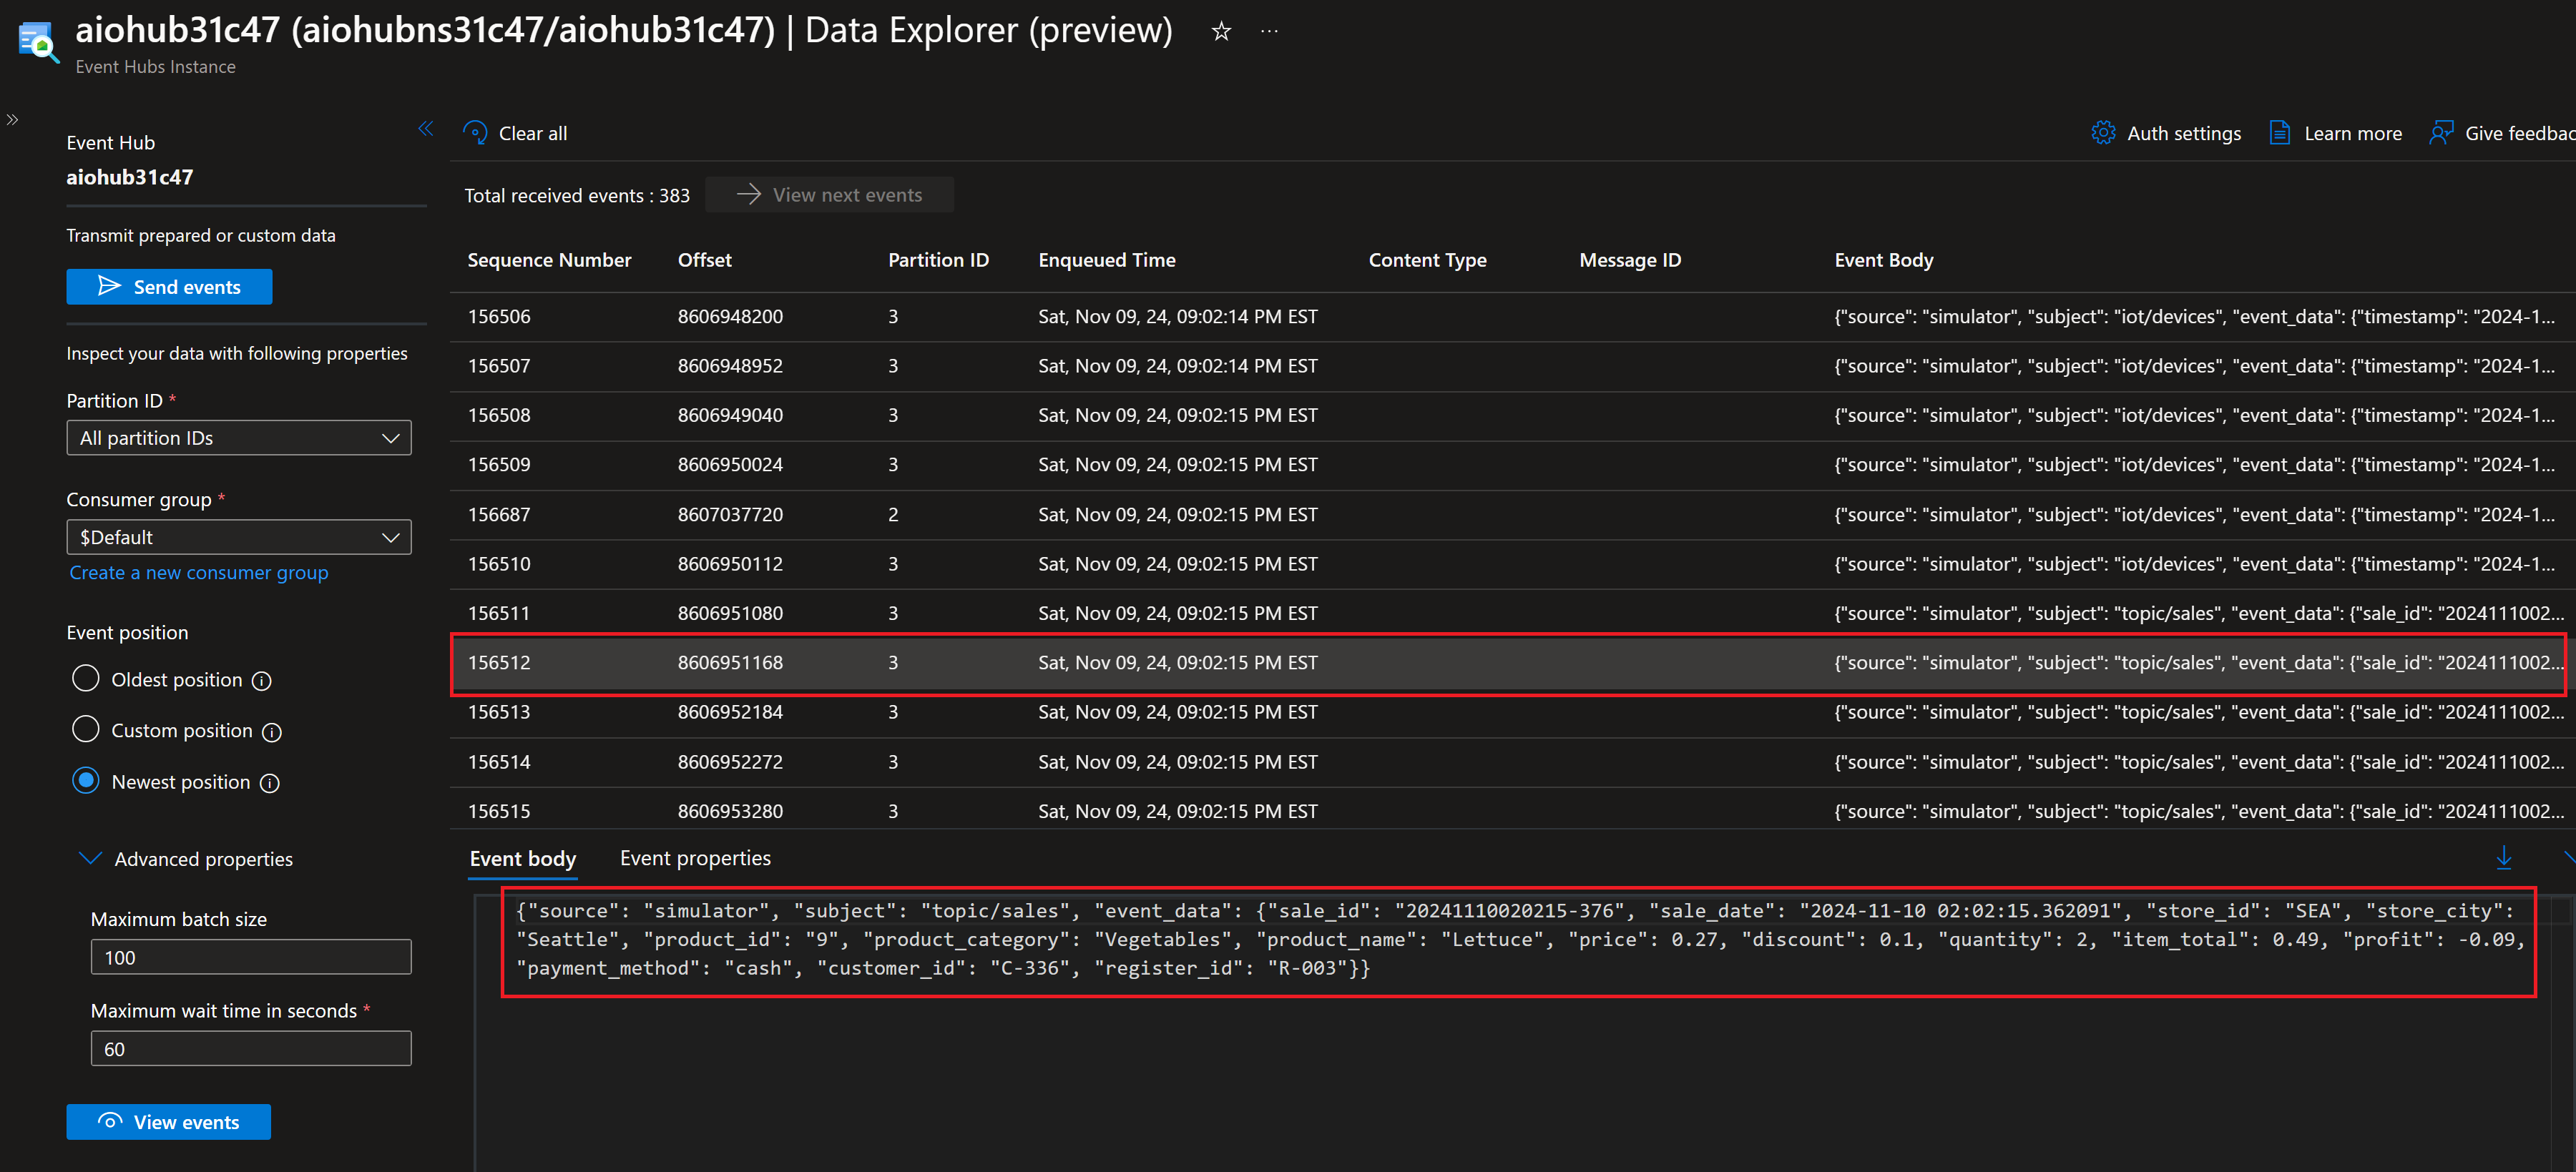 aiohub31c47 (aiohubns31c47/aiohub31c47) | Data Explorer (preview)
Event Hubs Instance
Event Hub
aiohub31c47
Transmit prepared or custom data
Send events
Inspect your data with following properties
Partition ID *
All partition IDs
Consumer group *
$Default
Create a new consumer group
Event position
Oldest position
Custom position
Newest position
Advanced properties
Maximum batch size
100
Maximum wait time in seconds *
60
View events
Clear all
Auth settings
Learn more
Give feedbac
Total received events : 383
View next events
Sequence Number Offset Partition ID Enqueued Time Content Type Message ID Event Body
156506 8606948200 3 Sat, Nov 09, 24, 09:02:14 PM EST {"source": "simulator", "subject": "iot/devices", "event_data": {"timestamp": "2024-1...
156507 8606948952 3 Sat, Nov 09, 24, 09:02:14 PM EST {"source": "simulator", "subject": "iot/devices", "event_data": {"timestamp": "2024-1...
156508 8606949040 3 Sat, Nov 09, 24, 09:02:15 PM EST {"source": "simulator", "subject": "iot/devices", "event_data": {"timestamp": "2024-1...
156509 8606950024 3 Sat, Nov 09, 24, 09:02:15 PM EST {"source": "simulator", "subject": "iot/devices", "event_data": {"timestamp": "2024-1...
156687 8607037720 2 Sat, Nov 09, 24, 09:02:15 PM EST {"source": "simulator", "subject": "iot/devices", "event_data": {"timestamp": "2024-1...
156510 8606950112 3 Sat, Nov 09, 24, 09:02:15 PM EST {"source": "simulator", "subject": "iot/devices", "event_data": {"timestamp": "2024-1...
156511 8606951080 3 Sat, Nov 09, 24, 09:02:15 PM EST {"source": "simulator", "subject": "topic/sales", "event_data": {"sale_id": "2024111002...
156512 8606951168 3 Sat, Nov 09, 24, 09:02:15 PM EST {"source": "simulator", "subject": "topic/sales", "event_data": {"sale_id": "2024111002...
156513 8606952184 3 Sat, Nov 09, 24, 09:02:15 PM EST {"source": "simulator", "subject": "topic/sales", "event_data": {"sale_id": "2024111002...
156514 8606952272 3 Sat, Nov 09, 24, 09:02:15 PM EST {"source": "simulator", "subject": "topic/sales", "event_data": {"sale_id": "2024111002...
156515 8606953280 3 Sat, Nov 09, 24, 09:02:15 PM EST {"source": "simulator", "subject": "topic/sales", "event_data": {"sale_id": "2024111002...
Event body Event properties
{"source": "simulator", "subject": "topic/sales", "event_data": {"sale_id": "20241110020215-376", "sale_date": "2024-11-10 02:02:15.362091", "store_id": "SEA", "store_city":
"Seattle", "product_id": "9", "product_category": "Vegetables", "product_name": "Lettuce", "price": 0.27, "discount": 0.1, "quantity": 2, "item_total": 0.49, "profit": -0.09,
"payment_method": "cash", "customer_id": "C-336", "register_id": "R-003"}}